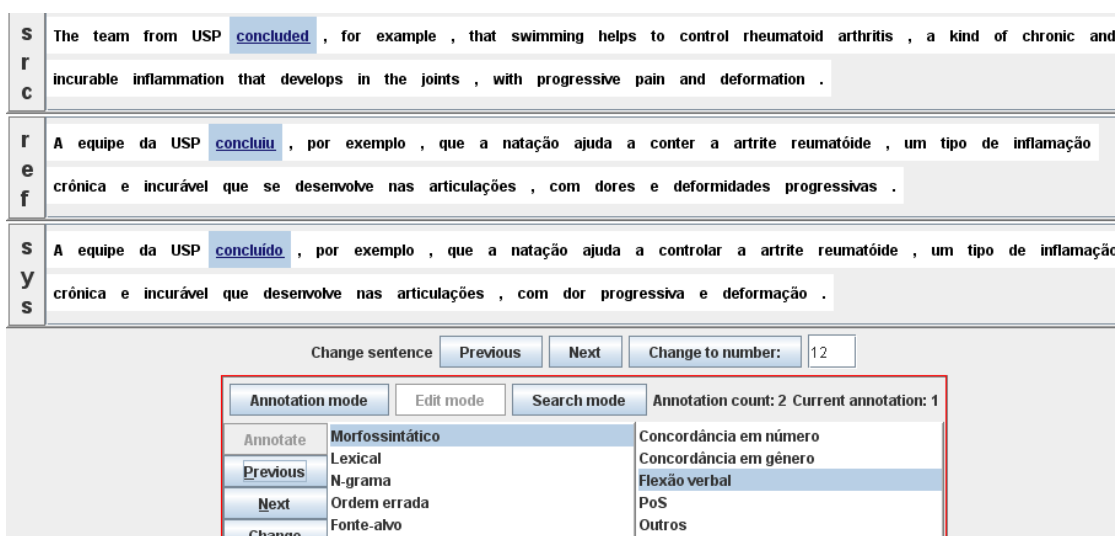 src
The team from USP concluded , for example , that swimming helps to control rheumatoid arthritis , a kind of chronic and
incurable inflammation that develops in the joints , with progressive pain and deformation .
ref
A equipe da USP concluiu , por exemplo , que a natação ajuda a conter a artrite reumatóide , um tipo de inflamação
crônica e incurável que se desenvolve nas articulações , com dores e deformidades progressivas .
sys
A equipe da USP concluído , por exemplo , que a natação ajuda a controlar a artrite reumatóide , um tipo de inflamação
crônica e incurável que desenvolve nas articulações , com dor progressiva e deformação .
Change sentence Previous Next Change to number: 12
Annotation mode Edit mode Search mode Annotation count: 2 Current annotation: 1
Annotate Morfossintático Concordância em número
Lexical Concordância em gênero
Previous N-grama Flexão verbal
Next Ordem errada PoS
Change Fonte-alvo Outros